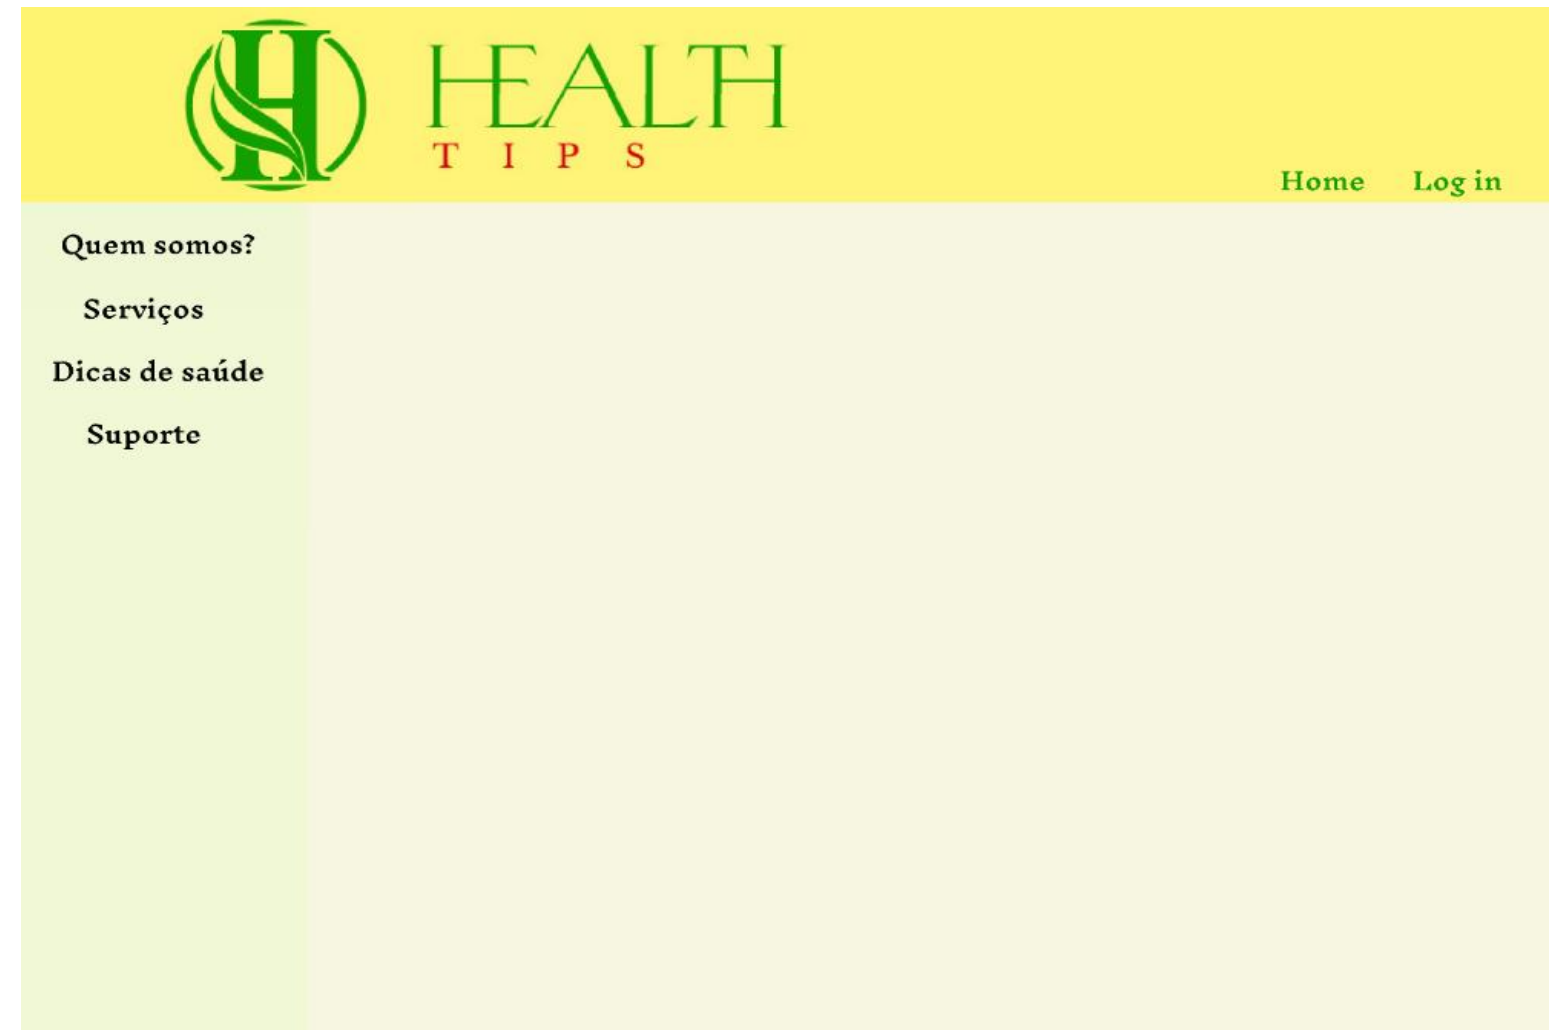 HEALTH
TIPS
Home Log in
Quem somos?
Serviços
Dicas de saúde
Suporte